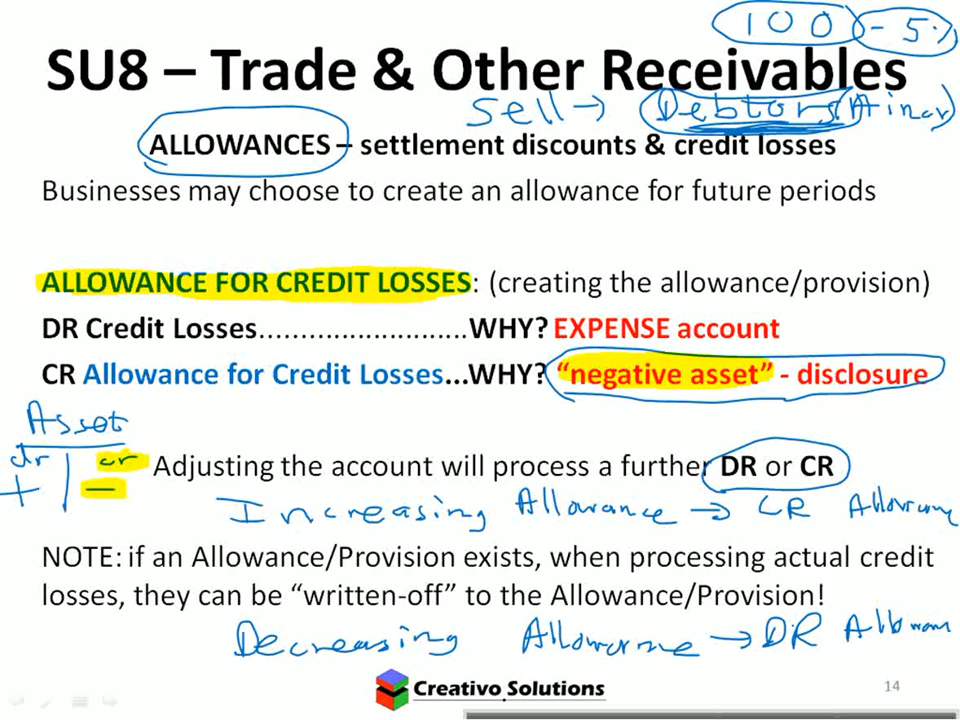 100 - 5%
SU8 – Trade & Other Receivables
Sell → Debtors
ALLOWANCES – settlement discounts & credit losses
Businesses may choose to create an allowance for future periods
ALLOWANCE FOR CREDIT LOSSES: (creating the allowance/provision)
DR Credit Losses..........................WHY? EXPENSE account
CR Allowance for Credit Losses...WHY? “negative asset” - disclosure
Asset
dr cr Adjusting the account will process a further DR or CR
+ –
Increasing Allowance → CR
NOTE: if an Allowance/Provision exists, when processing actual credit
losses, they can be “written-off” to the Allowance/Provision!
Decreasing Allowance → DR
Creativo Solutions
14